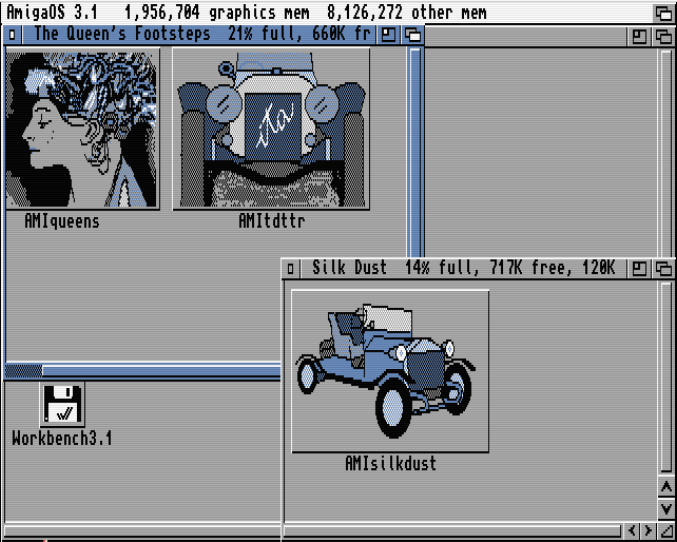 AmigaOS 3.1 1,956,704 graphics mem 8,126,272 other mem
The Queen's Footsteps 21% full, 660K fr
ita
AMIqueens
AMItdttr
Silk Dust 14% full, 717K free, 120K
Workbench3.1
AMIsilkdust